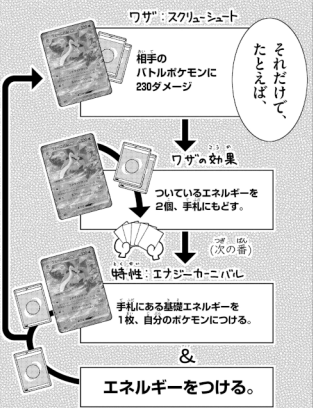 ワザ：スクリューシュート
それだけで、
たとえば、
相手の
バトルポケモンに
230ダメージ
ワザの効果
ついているエネルギーを
2個、手札にもどす。
(次の番)
特性：エナジーカーニバル
手札にある基礎エネルギーを
1枚、自分のポケモンにつける。
&
エネルギーをつける。